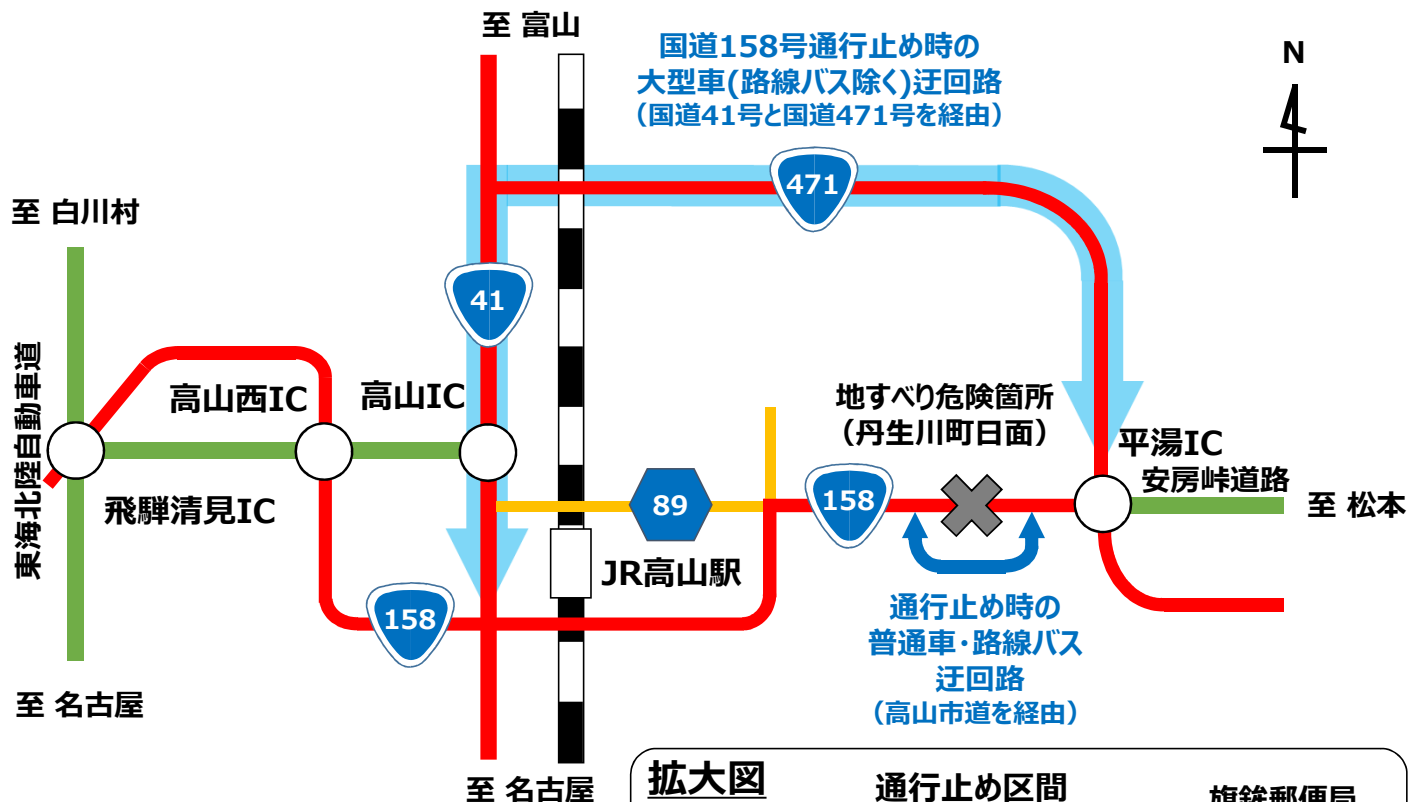 至 富山
国道158号通行止め時の
大型車(路線バス除く)迂回路
（国道41号と国道471号を経由）
N
471
至 白川村
41
東海北陸自動車道
高山西IC
高山IC
地すべり危険箇所
（丹生川町日面）
平湯IC
安房峠道路
飛騨清見IC
89
158
至 松本
JR高山駅
158
通行止め時の
普通車・路線バス
迂回路
（高山市道を経由）
至 名古屋
至 名古屋
拡大図
通行止め区間
旗鉾郵便局